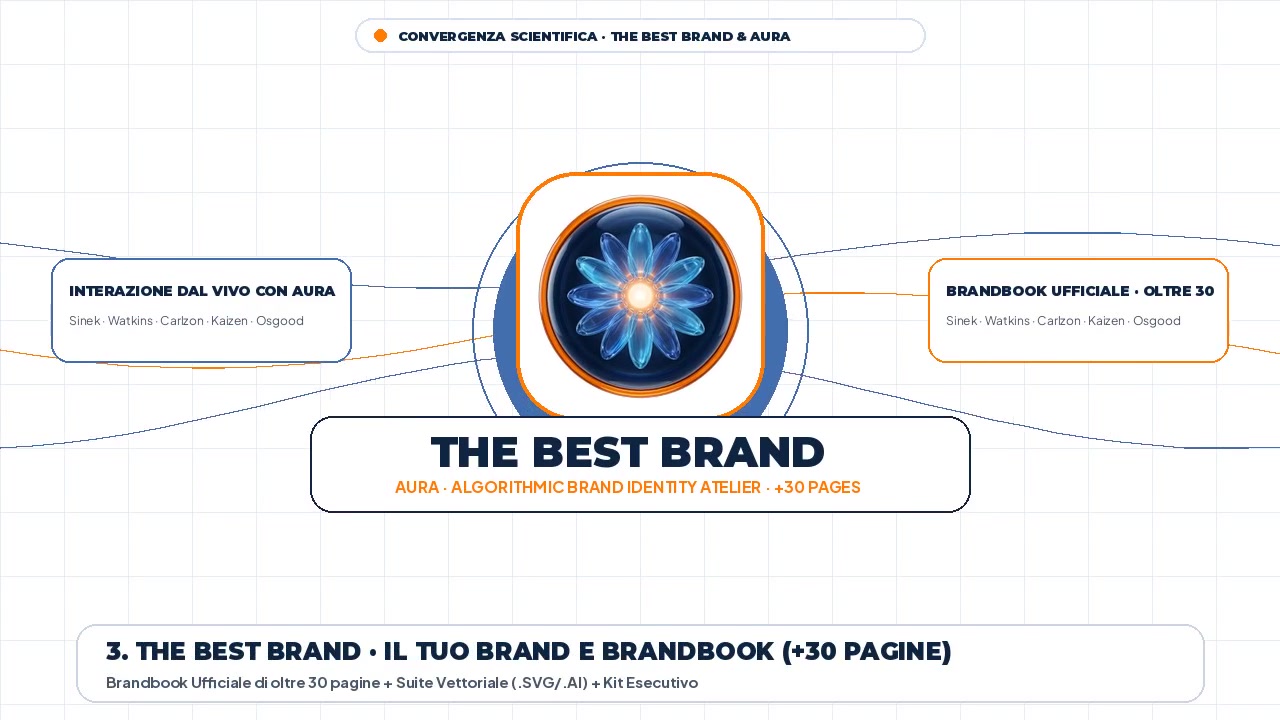 CONVERGENZA SCIENTIFICA · THE BEST BRAND & AURA
INTERAZIONE DAL VIVO CON AURA
Sinek · Watkins · Carlzon · Kaizen · Osgood
BRANDBOOK UFFICIALE · OLTRE 30
Sinek · Watkins · Carlzon · Kaizen · Osgood
THE BEST BRAND
AURA · ALGORITHMIC BRAND IDENTITY ATELIER · +30 PAGES
3. THE BEST BRAND · IL TUO BRAND E BRANDBOOK (+30 PAGINE)
Brandbook Ufficiale di oltre 30 pagine + Suite Vettoriale (.SVG/.AI) + Kit Esecutivo